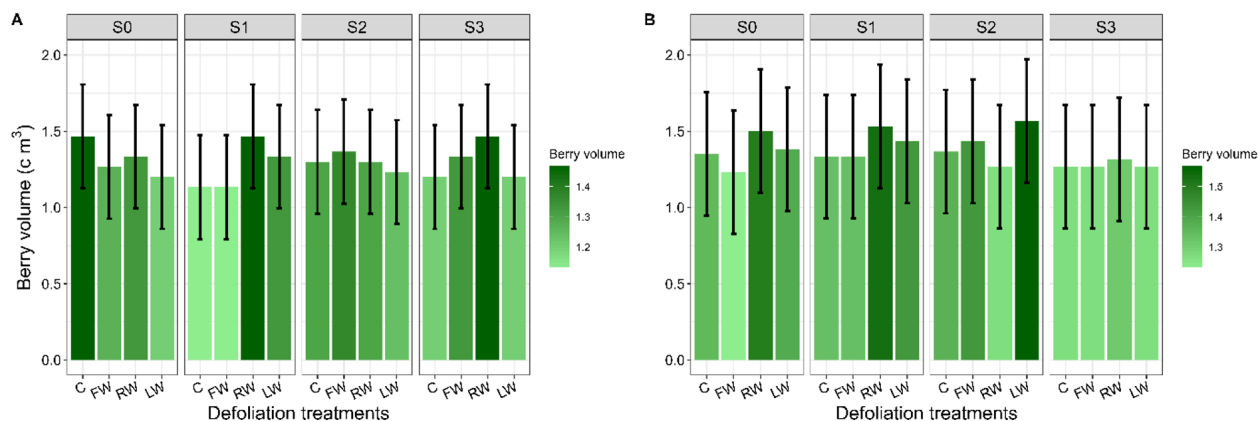 A
S0 S1 S2 S3
2.0
1.5
1.0
0.5
0.0
Berry volume (c m³)
C FW RW LW C FW RW LW C FW RW LW C FW RW LW
Defoliation treatments
Berry volume
1.4
1.3
1.2
B
S0 S1 S2 S3
2.0
1.5
1.0
0.5
0.0
C FW RW LW C FW RW LW C FW RW LW C FW RW LW
Defoliation treatments
Berry volume
1.5
1.4
1.3